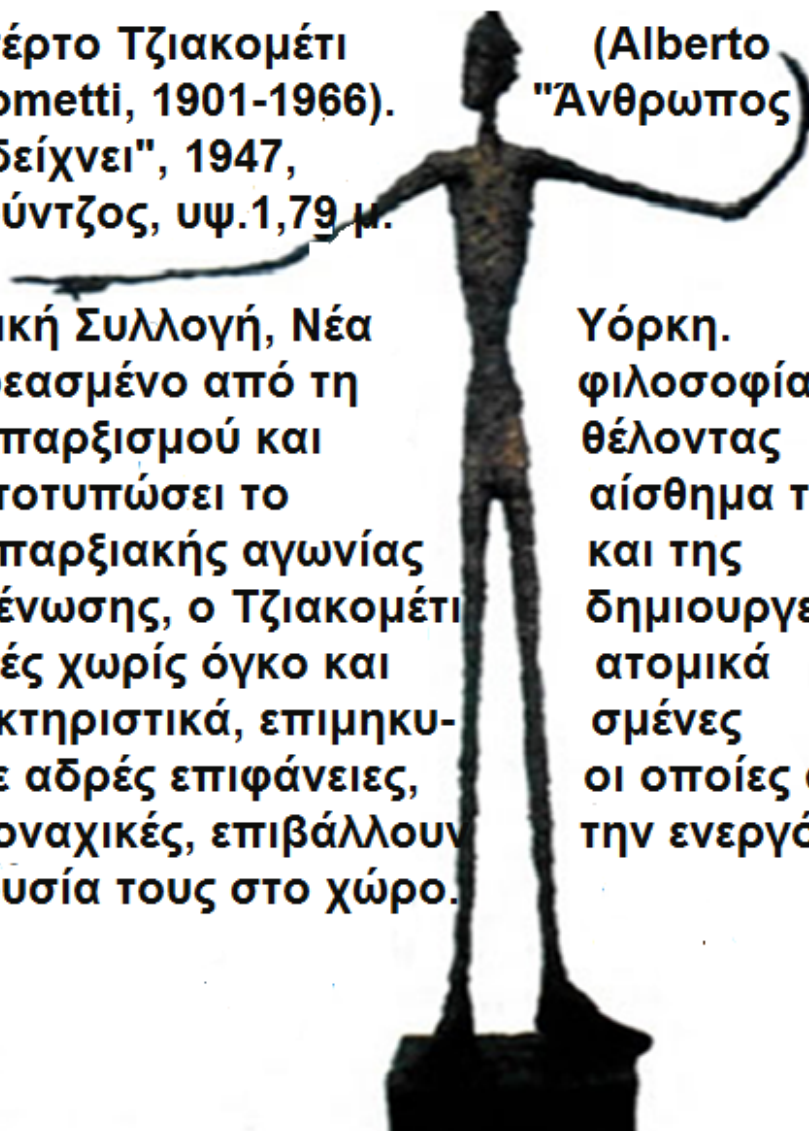 έρτο Τζιακομέτι (Alberto
ometti, 1901-1966). "Άνθρωπος
δείχνει", 1947,
ύντζος, υψ.1,79 μ.
ική Συλλογή, Νέα Υόρκη.
εασμένο από τη φιλοσοφία
παρξισμού και θέλοντας
τοτυπώσει το αίσθημα τ
παρξιακής αγωνίας και της
ένωσης, ο Τζιακομέτι δημιουργε
ές χωρίς όγκο και ατομικά
κτηριστικά, επιμηκυ- σμένες
ε αδρές επιφάνειες, οι οποίες
οναχικές, επιβάλλουν την ενεργό
υσία τους στο χώρο.